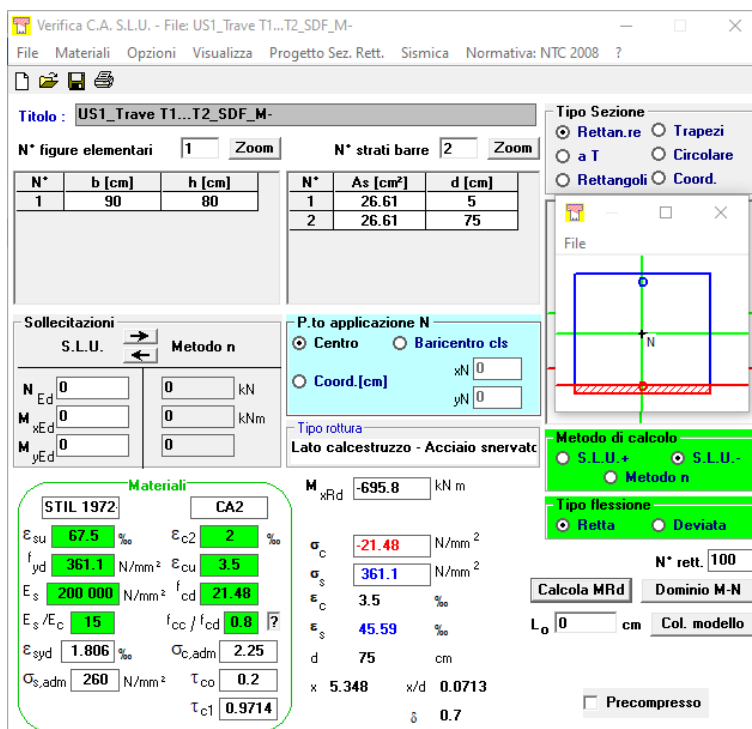 Verifica C.A. S.L.U. - File: US1_Trave T1...T2_SDF_M-
File Materiali Opzioni Visualizza Progetto Sez. Rett. Sismica Normativa: NTC 2008 ?
Titolo : US1_Trave T1...T2_SDF_M-
N° figure elementari 1 Zoom
N° strati barre 2 Zoom
N° b [cm] h [cm]
1 90 80
N° As [cm²] d [cm]
1 26.61 5
2 26.61 75
Tipo Sezione
Rettan.re Trapezi
a T Circolare
Rettangoli Coord.
File
N
Sollecitazioni
S.L.U. Metodo n
N Ed 0 0 kN
M xEd 0 0 kNm
M yEd 0 0
P.to applicazione N
Centro Baricentro cls
Coord.[cm] xN 0
yN 0
Tipo rottura
Lato calcestruzzo - Acciaio snervato
Metodo di calcolo
S.L.U.+ S.L.U.-
Metodo n
Tipo flessione
Retta Deviata
N° rett. 100
Calcola MRd Dominio M-N
L₀ 0 cm Col. modello
Precompresso
Materiali
STIL 1972- CA2
εsu 67.5 ‰ εc2 2 ‰
fyd 361.1 N/mm² εcu 3.5
Es 200 000 N/mm² fcd 21.48
Es /Ec 15 fcc / fcd 0.8 ?
εsyd 1.806 ‰ σc,adm 2.25
σs,adm 260 N/mm² τco 0.2
τc1 0.9714
M xRd -695.8 kN m
σc -21.48 N/mm²
σs 361.1 N/mm²
εc 3.5 ‰
εs 45.59 ‰
d 75 cm
x 5.348 x/d 0.0713
δ 0.7